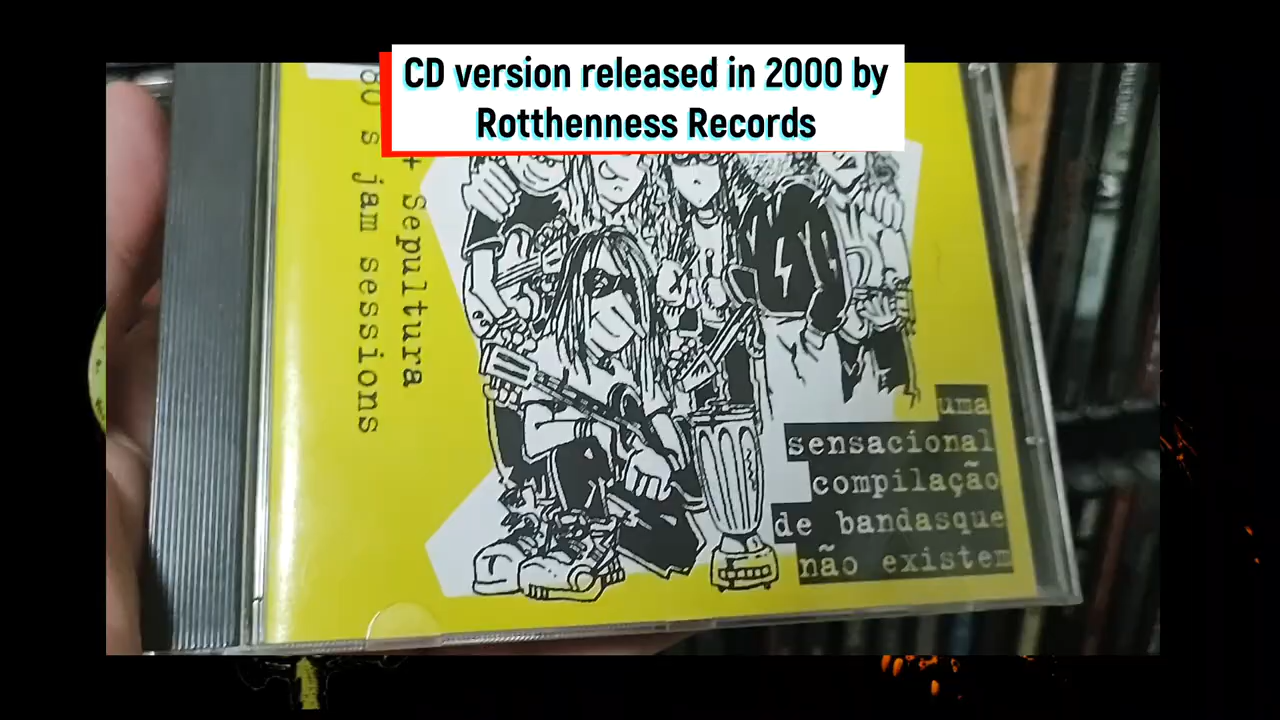 CD version released in 2000 by
Rotthenness Records
+ Sepultura
80's jam sessions
uma
sensacional
compilação
de bandasque
não existem